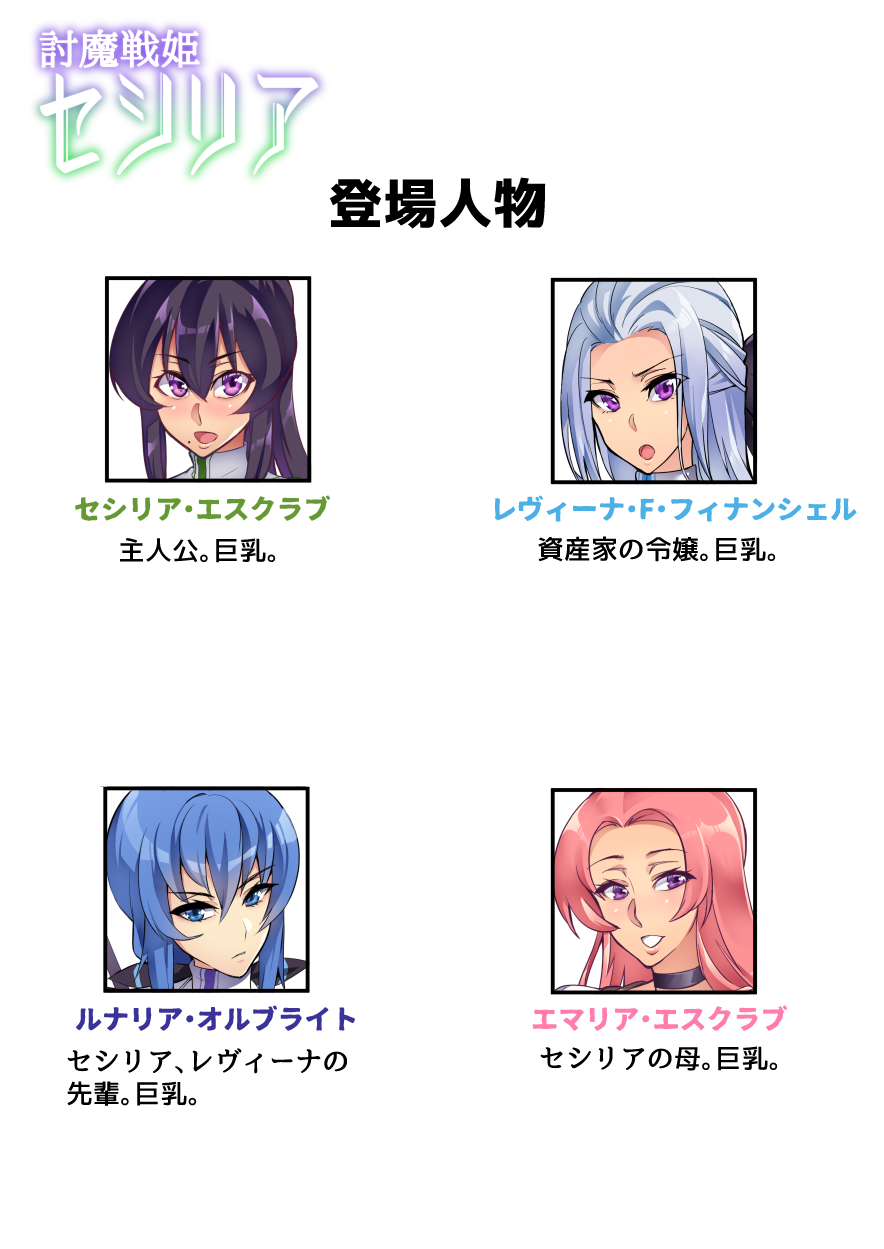 討魔戦姫
セシリア
登場人物
セシリア・エスクラブ
主人公。巨乳。
レヴィーナ・F・フィナンシェル
資産家の令嬢。巨乳。
ルナリア・オルブライト
セシリア、レヴィーナの
先輩。巨乳。
エマリア・エスクラブ
セシリアの母。巨乳。